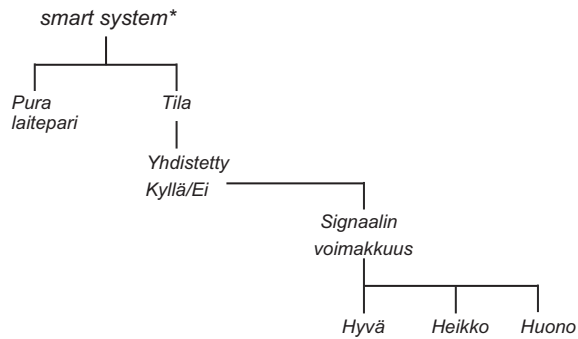 smart system*
Pura
laitepari
Tila
Yhdistetty
Kyllä/Ei
Signaalin
voimakkuus
Hyvä
Heikko
Huono